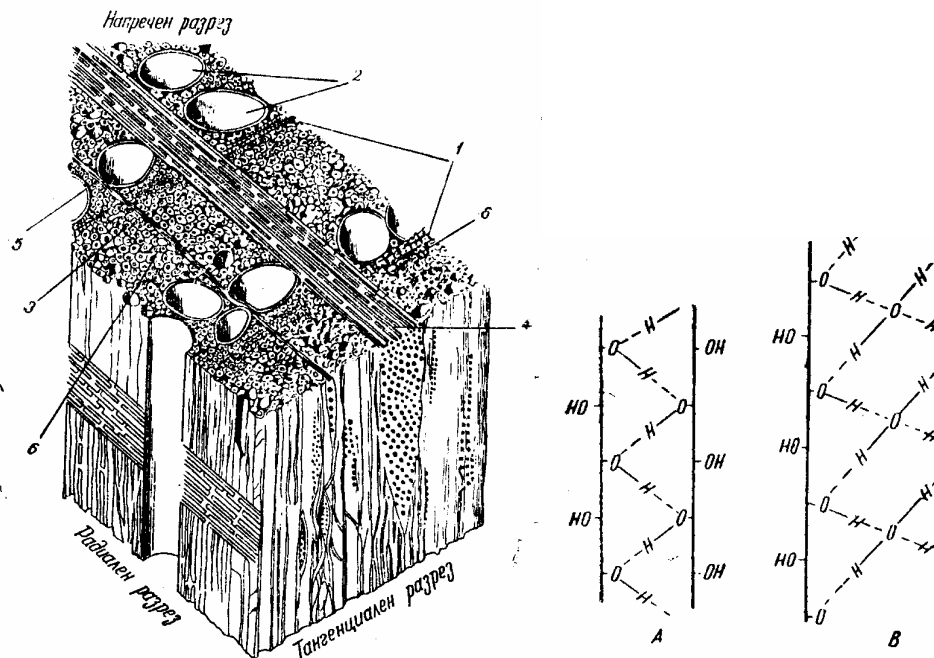 Напречен разрез
2
1
6
5
3
4
6
Радиален разрез
Тангенциален разрез
H
O OH
H
HO O
H
O OH
H
HO O
H
O OH
H
A
H
O
H O H
HO
H
O
H O H
HO
H
O
H O H
HO
H
O
B